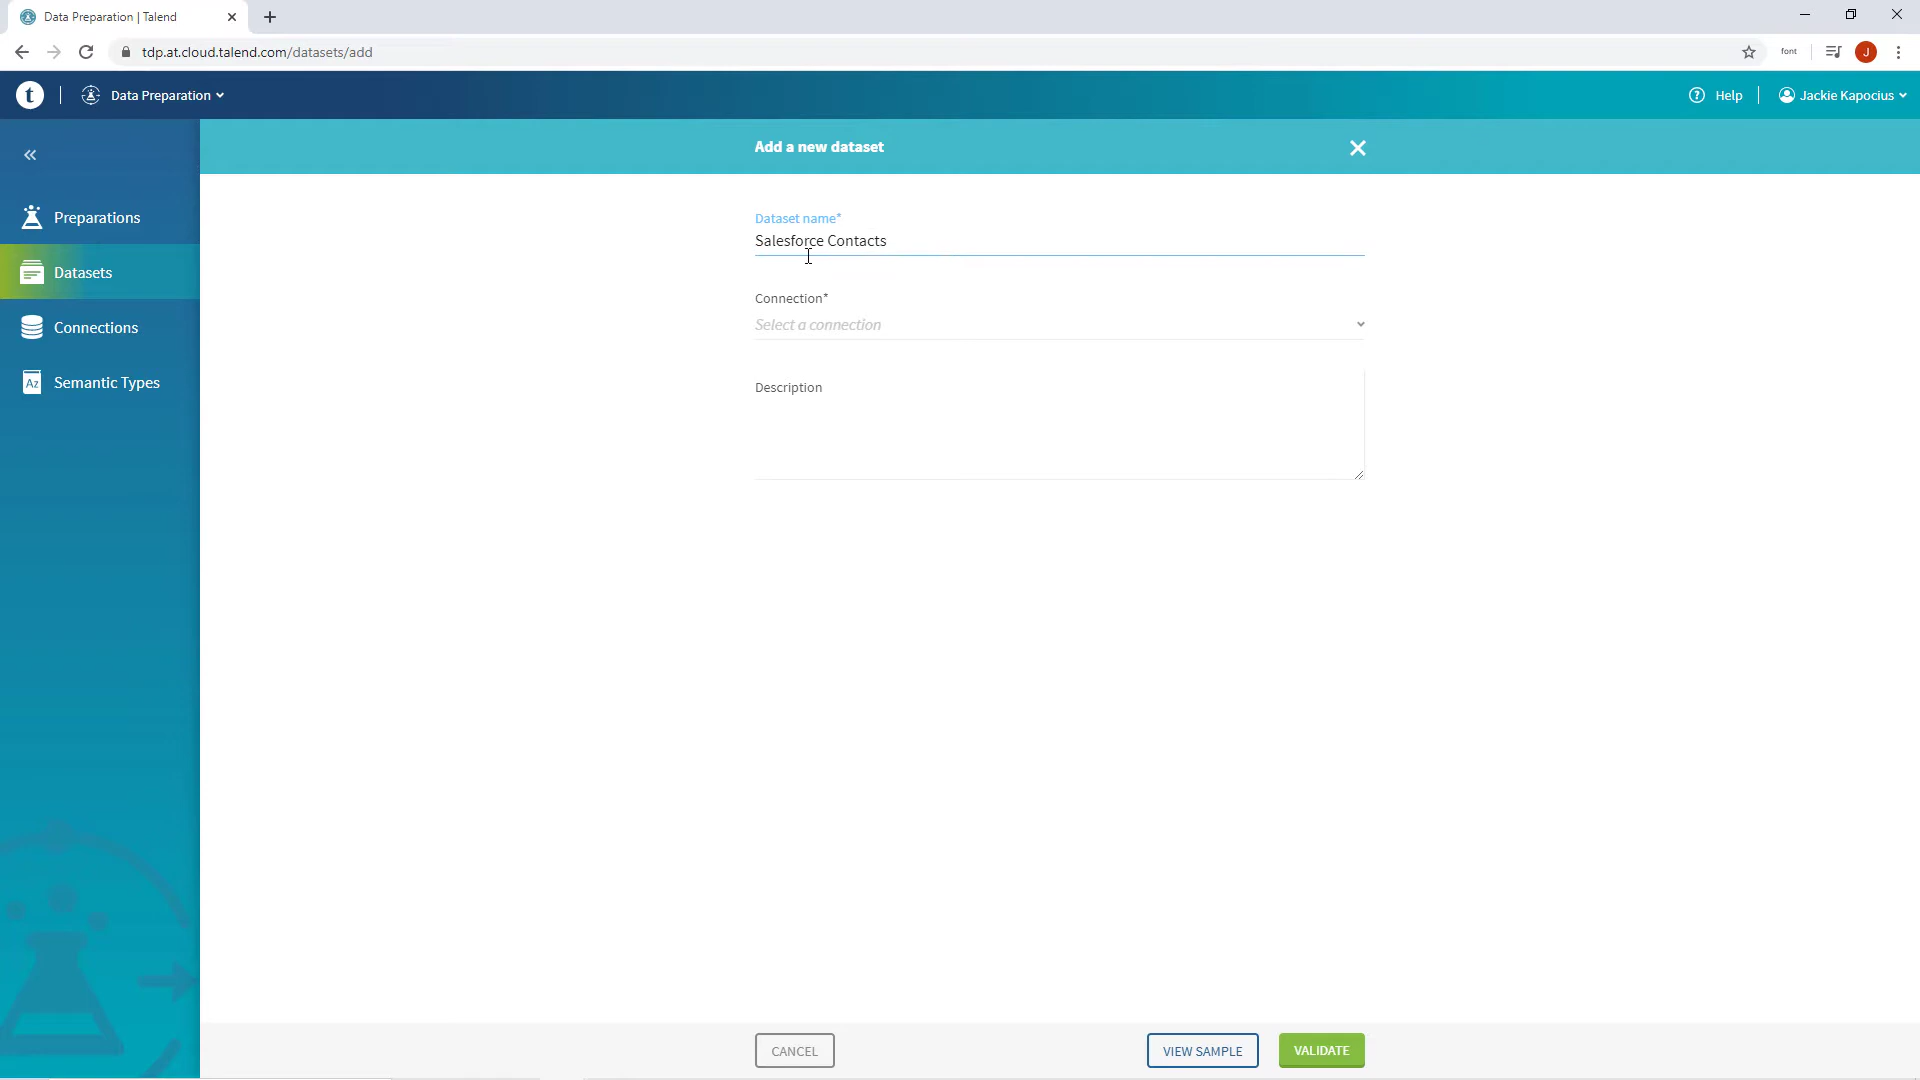 Data Preparation | Talend
tdp.at.cloud.talend.com/datasets/add
font
J
t
Data Preparation
Help
Jackie Kapocius
Add a new dataset
Preparations
Datasets
Connections
Az
Semantic Types
Dataset name*
Salesforce Contacts
Connection*
Select a connection
Description
CANCEL
VIEW SAMPLE
VALIDATE